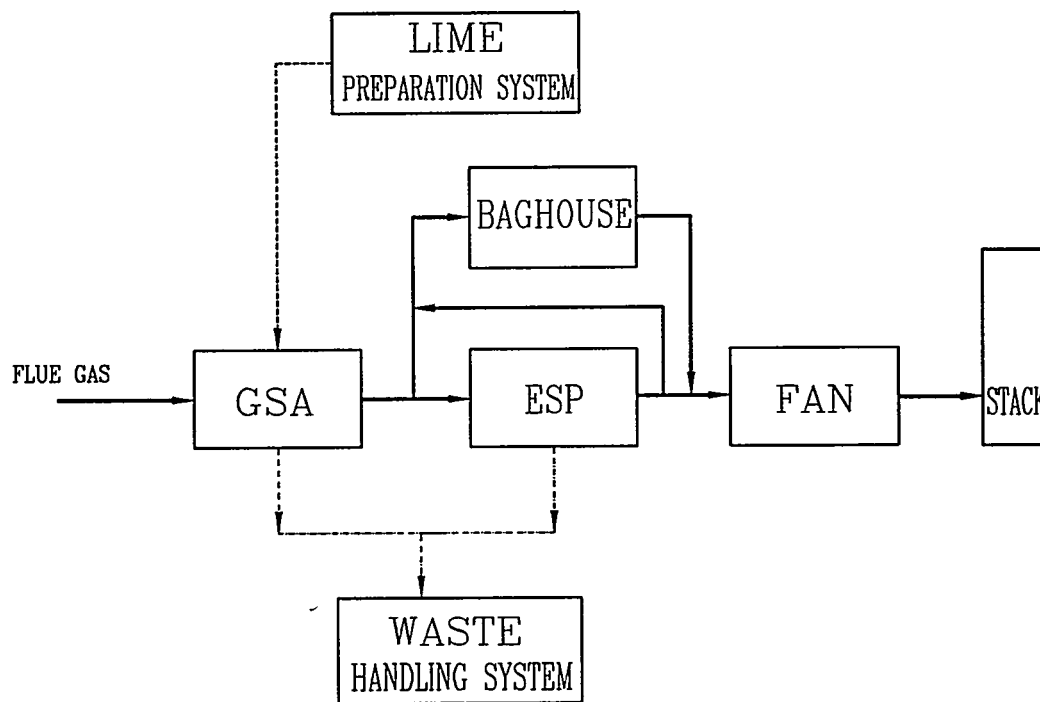 LIME
PREPARATION SYSTEM
BAGHOUSE
FLUE GAS
GSA
ESP
FAN
STACK
WASTE
HANDLING SYSTEM